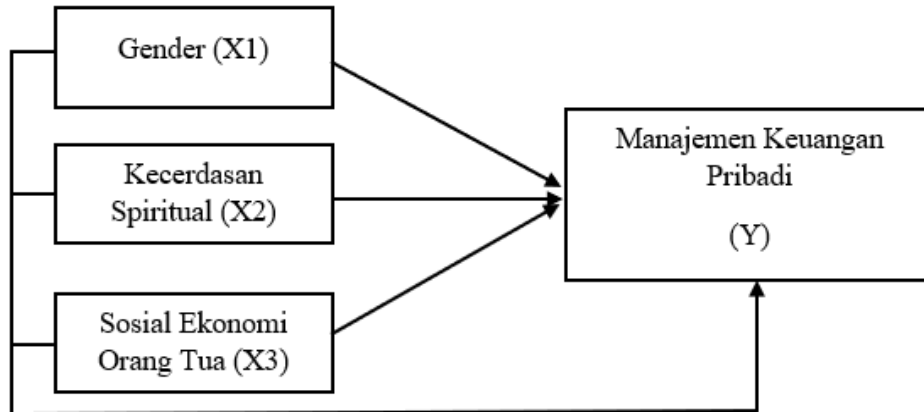 Gender (X1)
Kecerdasan
Spiritual (X2)
Sosial Ekonomi
Orang Tua (X3)
Manajemen Keuangan
Pribadi
(Y)